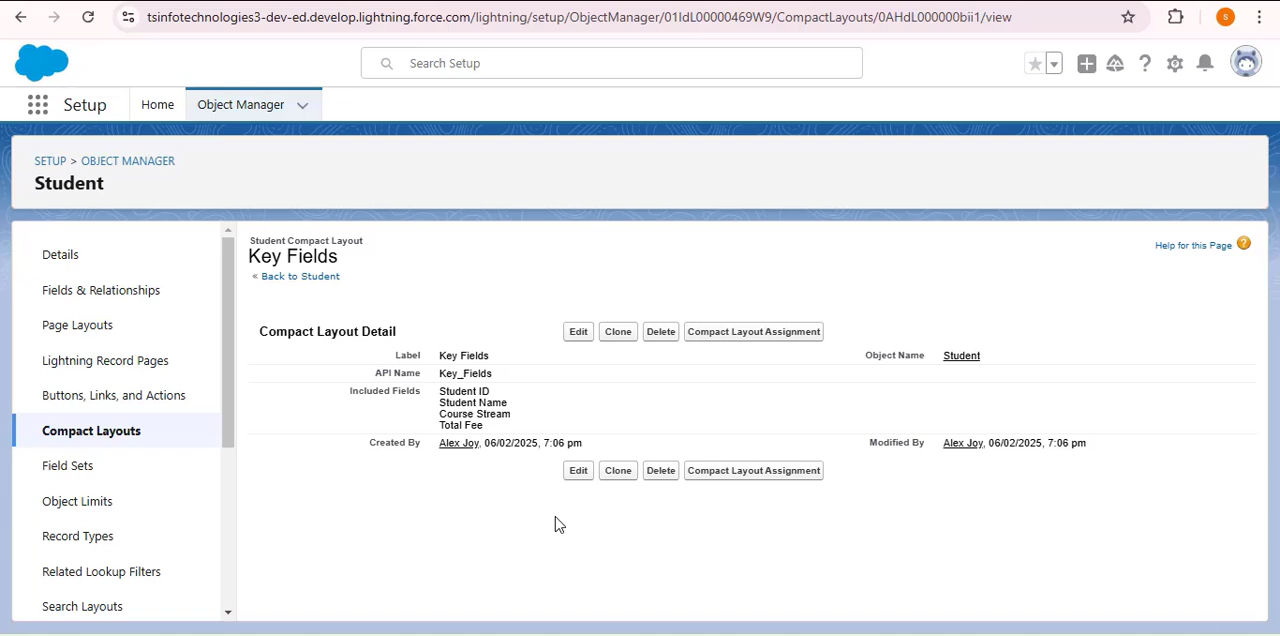 tsinfotechnologies3-dev-ed.develop.lightning.force.com/lightning/setup/ObjectManager/01IdL00000469W9/CompactLayouts/0AHdL000000bii1/view
s
Search Setup
Setup
Home
Object Manager
SETUP > OBJECT MANAGER
Student
Details
Fields & Relationships
Page Layouts
Lightning Record Pages
Buttons, Links, and Actions
Compact Layouts
Field Sets
Object Limits
Record Types
Related Lookup Filters
Search Layouts
Student Compact Layout
Key Fields
« Back to Student
Help for this Page ?
Compact Layout Detail
Edit Clone Delete Compact Layout Assignment
Label Key Fields Object Name Student
API Name Key_Fields
Included Fields Student ID
Student Name
Course Stream
Total Fee
Created By Alex Joy, 06/02/2025, 7:06 pm Modified By Alex Joy, 06/02/2025, 7:06 pm
Edit Clone Delete Compact Layout Assignment